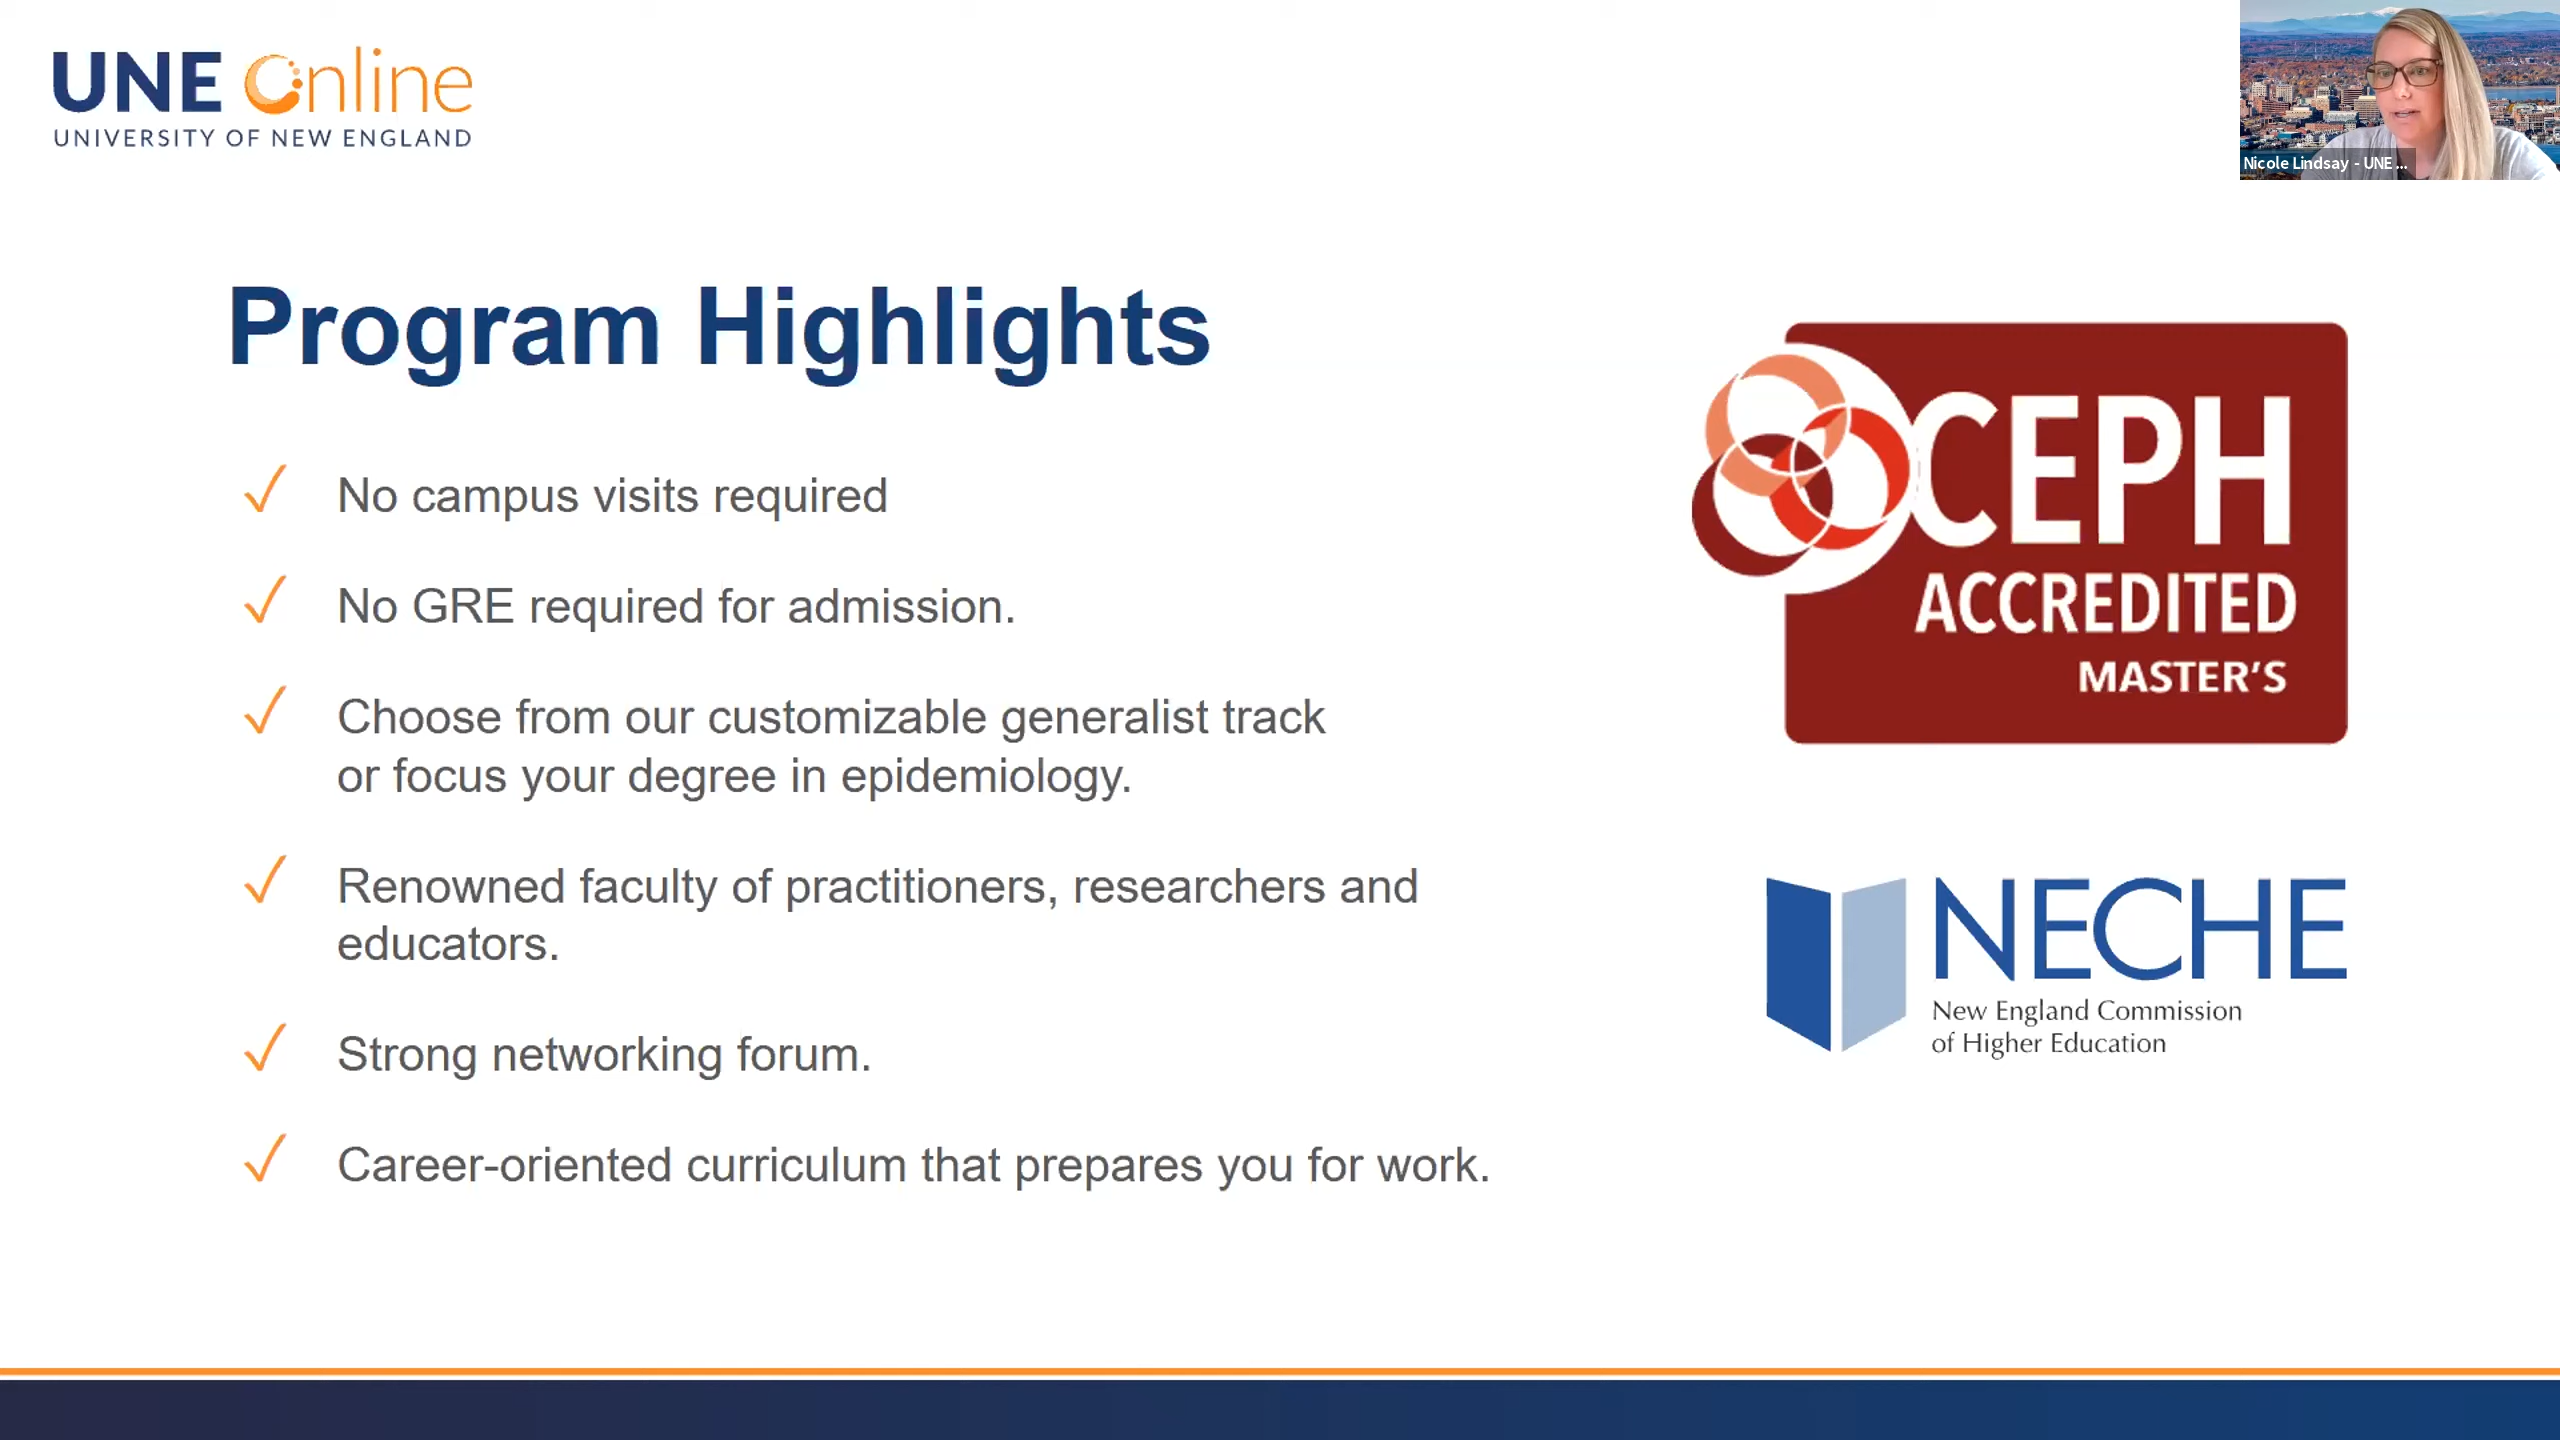 UNE Online
UNIVERSITY OF NEW ENGLAND
Nicole Lindsay - UNE ...
Program Highlights
✓ No campus visits required
✓ No GRE required for admission.
✓ Choose from our customizable generalist track
or focus your degree in epidemiology.
✓ Renowned faculty of practitioners, researchers and
educators.
✓ Strong networking forum.
✓ Career-oriented curriculum that prepares you for work.
CEPH
ACCREDITED
MASTER'S
NECHE
New England Commission
of Higher Education